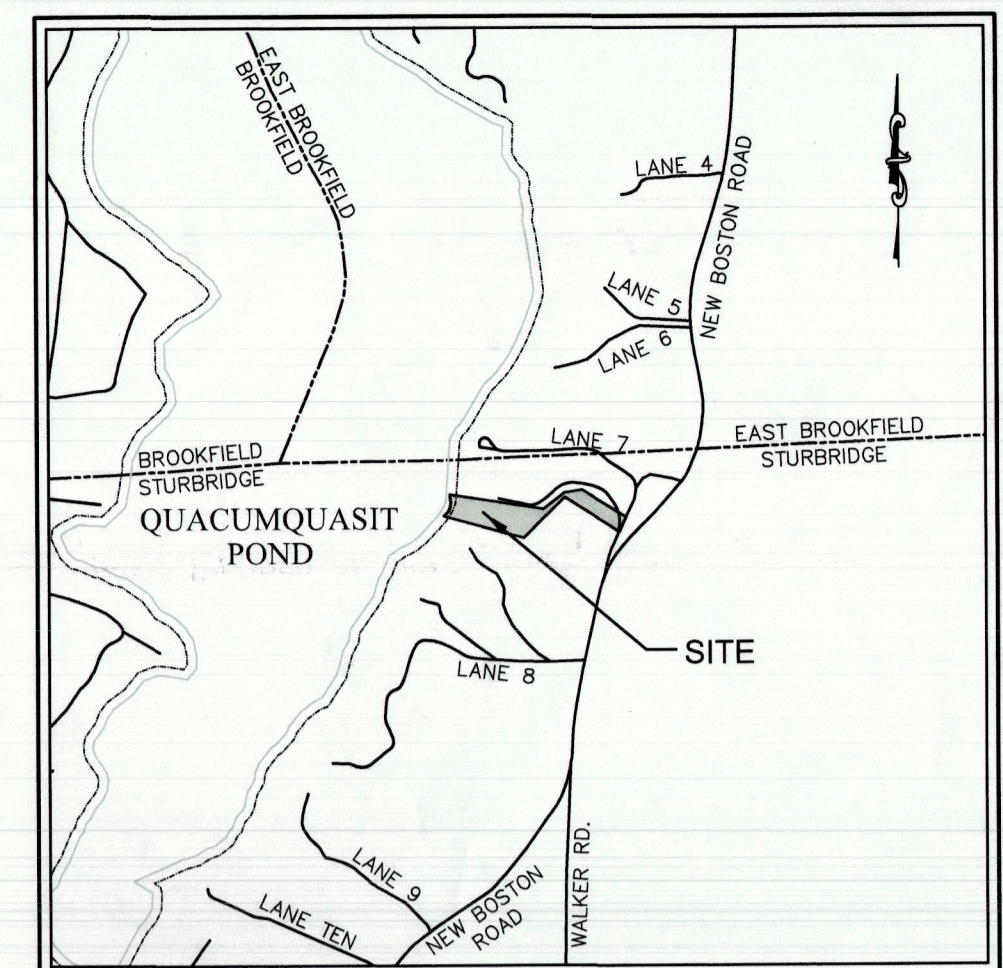 EAST BROOKFIELD
BROOKFIELD
LANE 4
NEW BOSTON ROAD
LANE 5
LANE 6
LANE 7
EAST BROOKFIELD
STURBRIDGE
BROOKFIELD
STURBRIDGE
QUACUMQUASIT
POND
SITE
LANE 8
LANE 9
LANE TEN
NEW BOSTON
ROAD
WALKER RD.